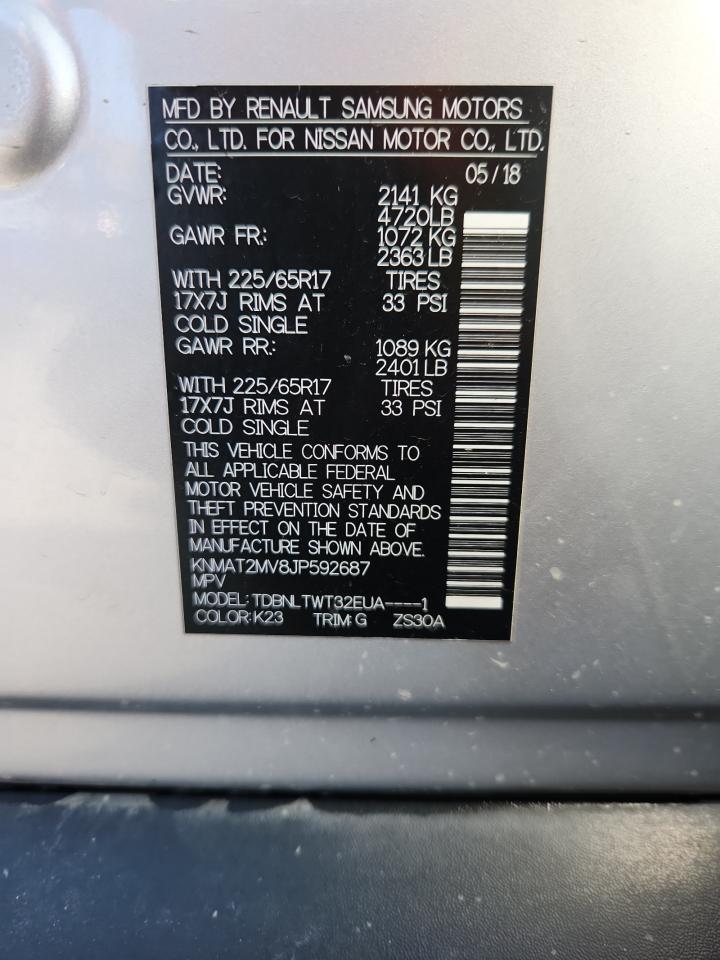 MFD BY RENAULT SAMSUNG MOTORS
CO., LTD. FOR NISSAN MOTOR CO., LTD.
DATE: 05/18
GVWR: 2141 KG
4720LB
GAWR FR.: 1072 KG
2363 LB
WITH 225/65R17 TIRES
17X7J RIMS AT 33 PSI
COLD SINGLE
GAWR RR.: 1089 KG
2401 LB
WITH 225/65R17 TIRES
17X7J RIMS AT 33 PSI
COLD SINGLE
THIS VEHICLE CONFORMS TO
ALL APPLICABLE FEDERAL
MOTOR VEHICLE SAFETY AND
THEFT PREVENTION STANDARDS
IN EFFECT ON THE DATE OF
MANUFACTURE SHOWN ABOVE.
KNMAT2MV8JP592687
MPV
MODEL: TDBNLTWT32EUA----1
COLOR: K23 TRIM: G ZS30A